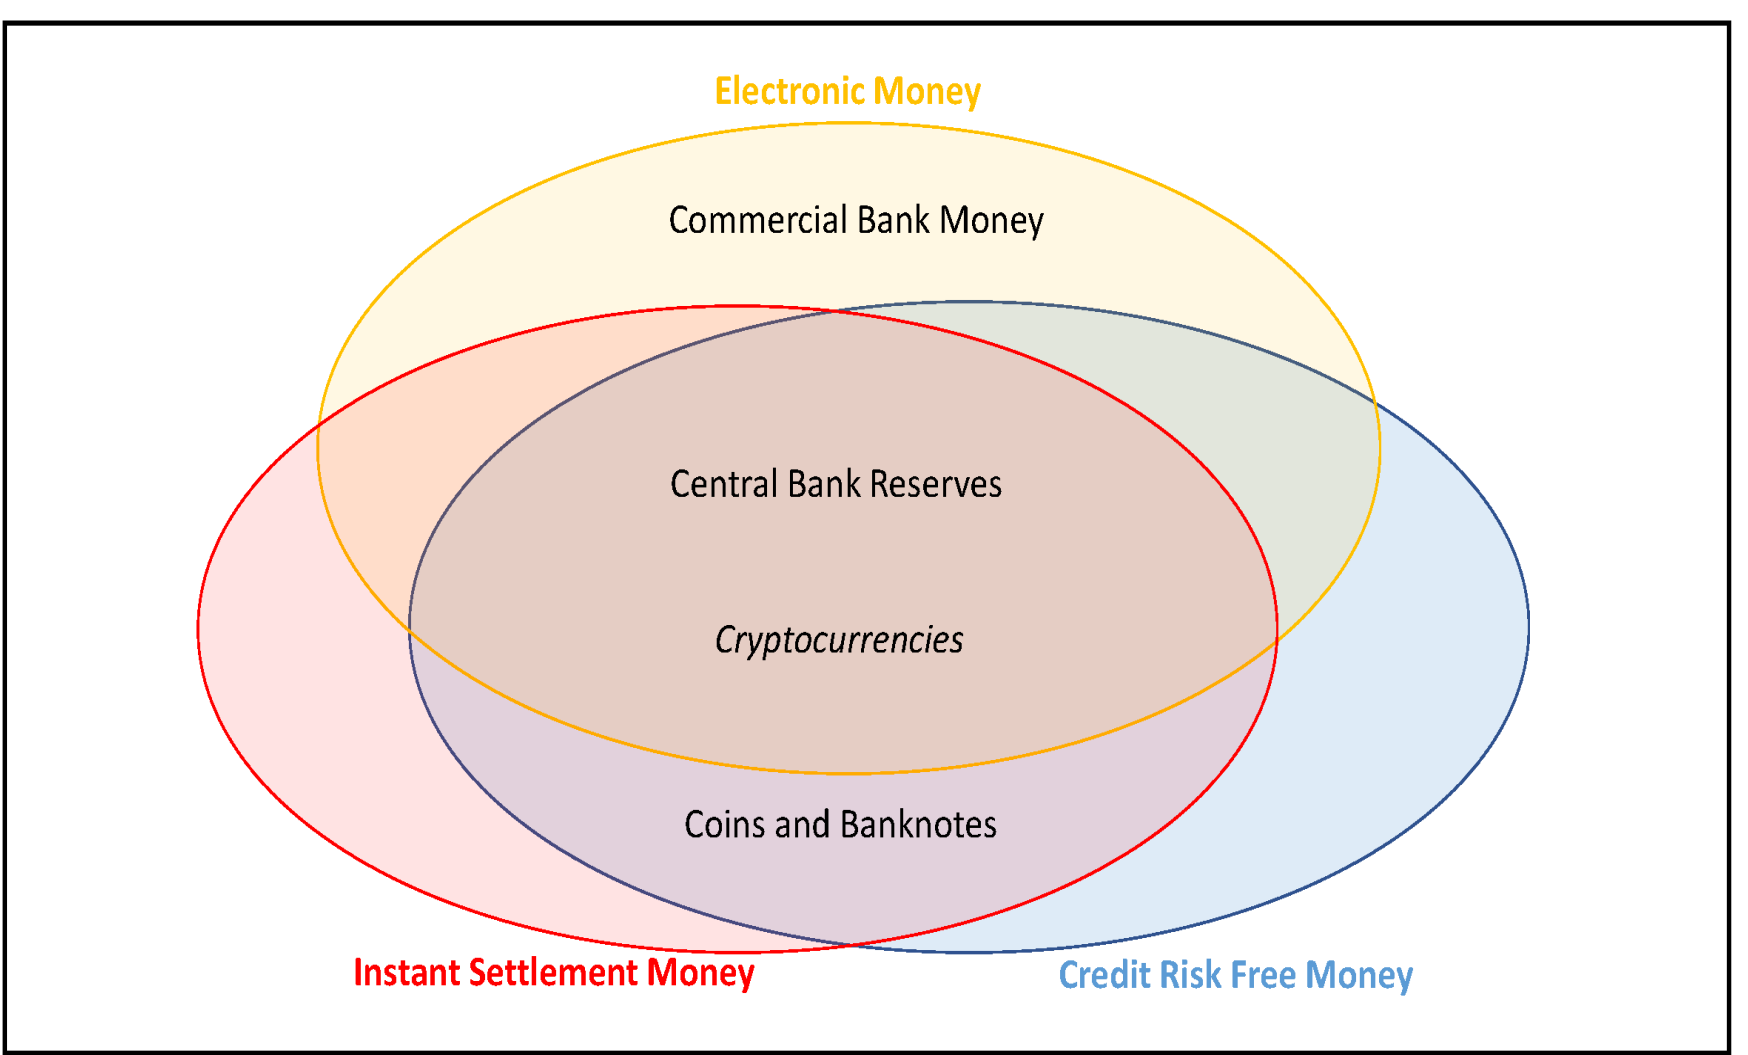 Electronic Money
Commercial Bank Money
Central Bank Reserves
Cryptocurrencies
Coins and Banknotes
Instant Settlement Money
Credit Risk Free Money